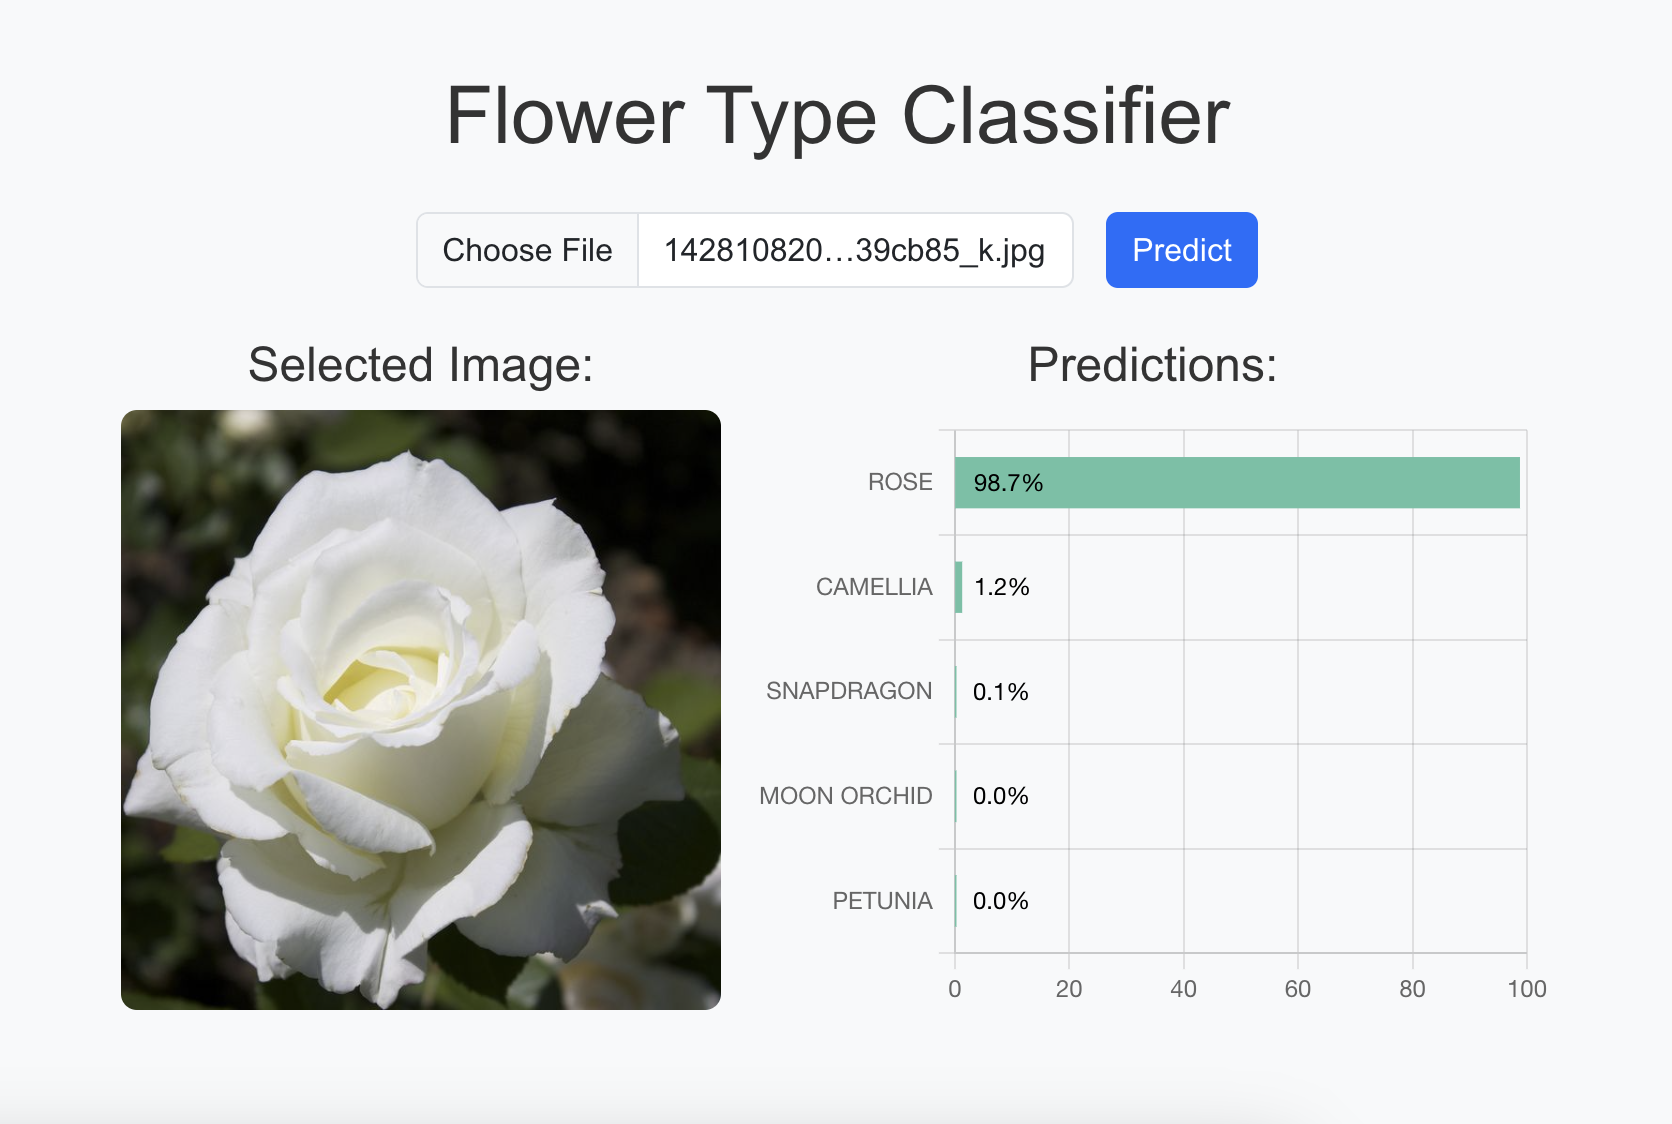 Flower Type Classifier
Choose File 142810820…39cb85_k.jpg Predict
Selected Image:
Predictions:
ROSE 98.7%
CAMELLIA 1.2%
SNAPDRAGON 0.1%
MOON ORCHID 0.0%
PETUNIA 0.0%
0 20 40 60 80 100